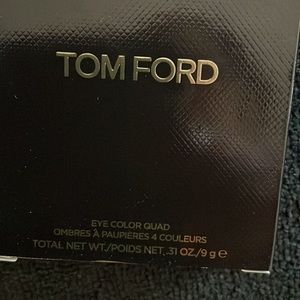 TOM FORD
EYE COLOR QUAD
OMBRES À PAUPIÈRES 4 COULEURS
TOTAL NET WT./POIDS NET .31 OZ./9 g ℮